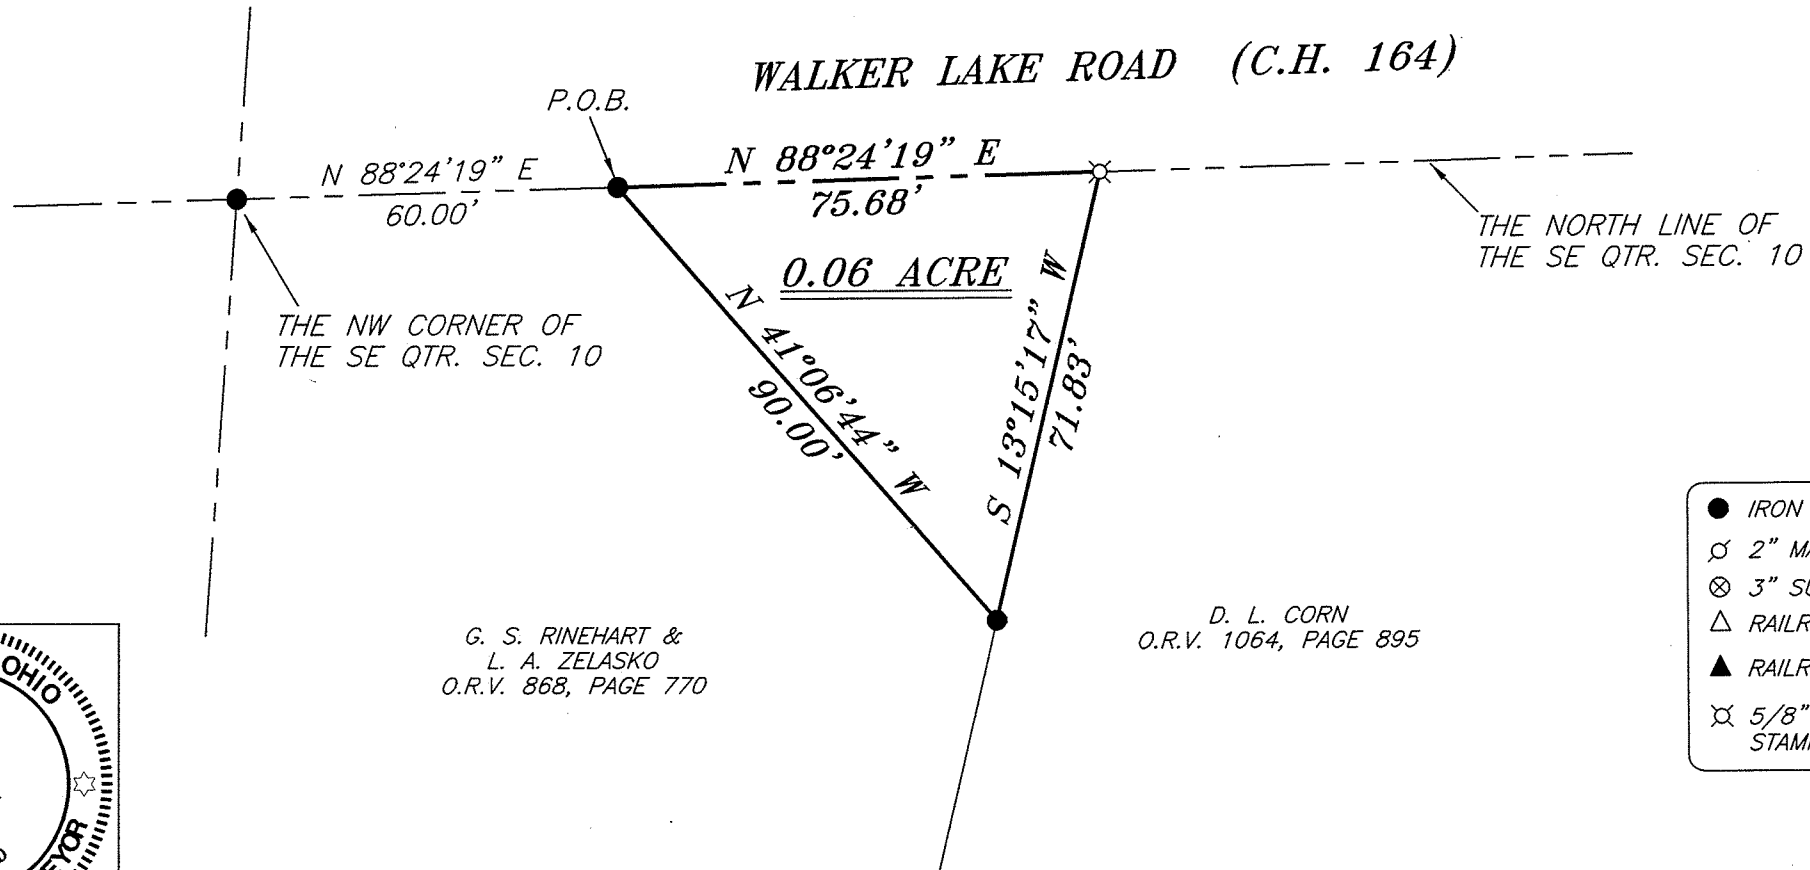 WALKER LAKE ROAD (C.H. 164)
P.O.B.
N 88°24'19" E
60.00'
N 88°24'19" E
75.68'
0.06 ACRE
THE NORTH LINE OF
THE SE QTR. SEC. 10
THE NW CORNER OF
THE SE QTR. SEC. 10
N 41°06'44" W
90.00'
S 13°15'17" W
71.83'
G. S. RINEHART &
L. A. ZELASKO
O.R.V. 868, PAGE 770
D. L. CORN
O.R.V. 1064, PAGE 895
IRON
2"
3"
5/8"
OHIO